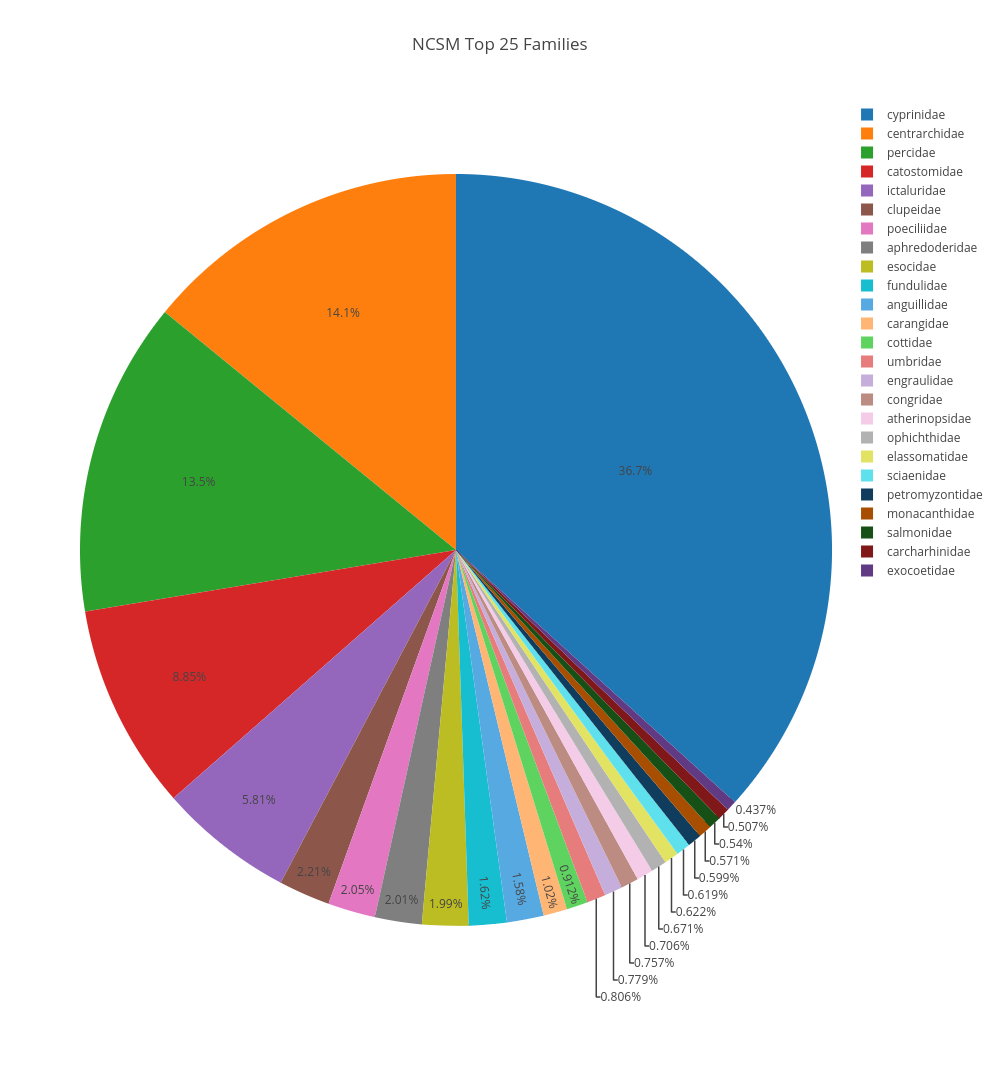 NCSM Top 25 Families
cyprinidae
centrarchidae
percidae
catostomidae
ictaluridae
clupeidae
poeciliidae
aphredoderidae
esocidae
fundulidae
anguillidae
carangidae
cottidae
umbridae
engraulidae
congridae
atherinopsidae
ophichthidae
elassomatidae
sciaenidae
petromyzontidae
monacanthidae
salmonidae
carcharhinidae
exocoetidae
36.7%
14.1%
13.5%
8.85%
5.81%
2.21%
2.05%
2.01%
1.99%
1.62%
1.58%
1.02%
0.912%
0.806%
0.779%
0.757%
0.706%
0.671%
0.622%
0.619%
0.599%
0.571%
0.54%
0.507%
0.437%